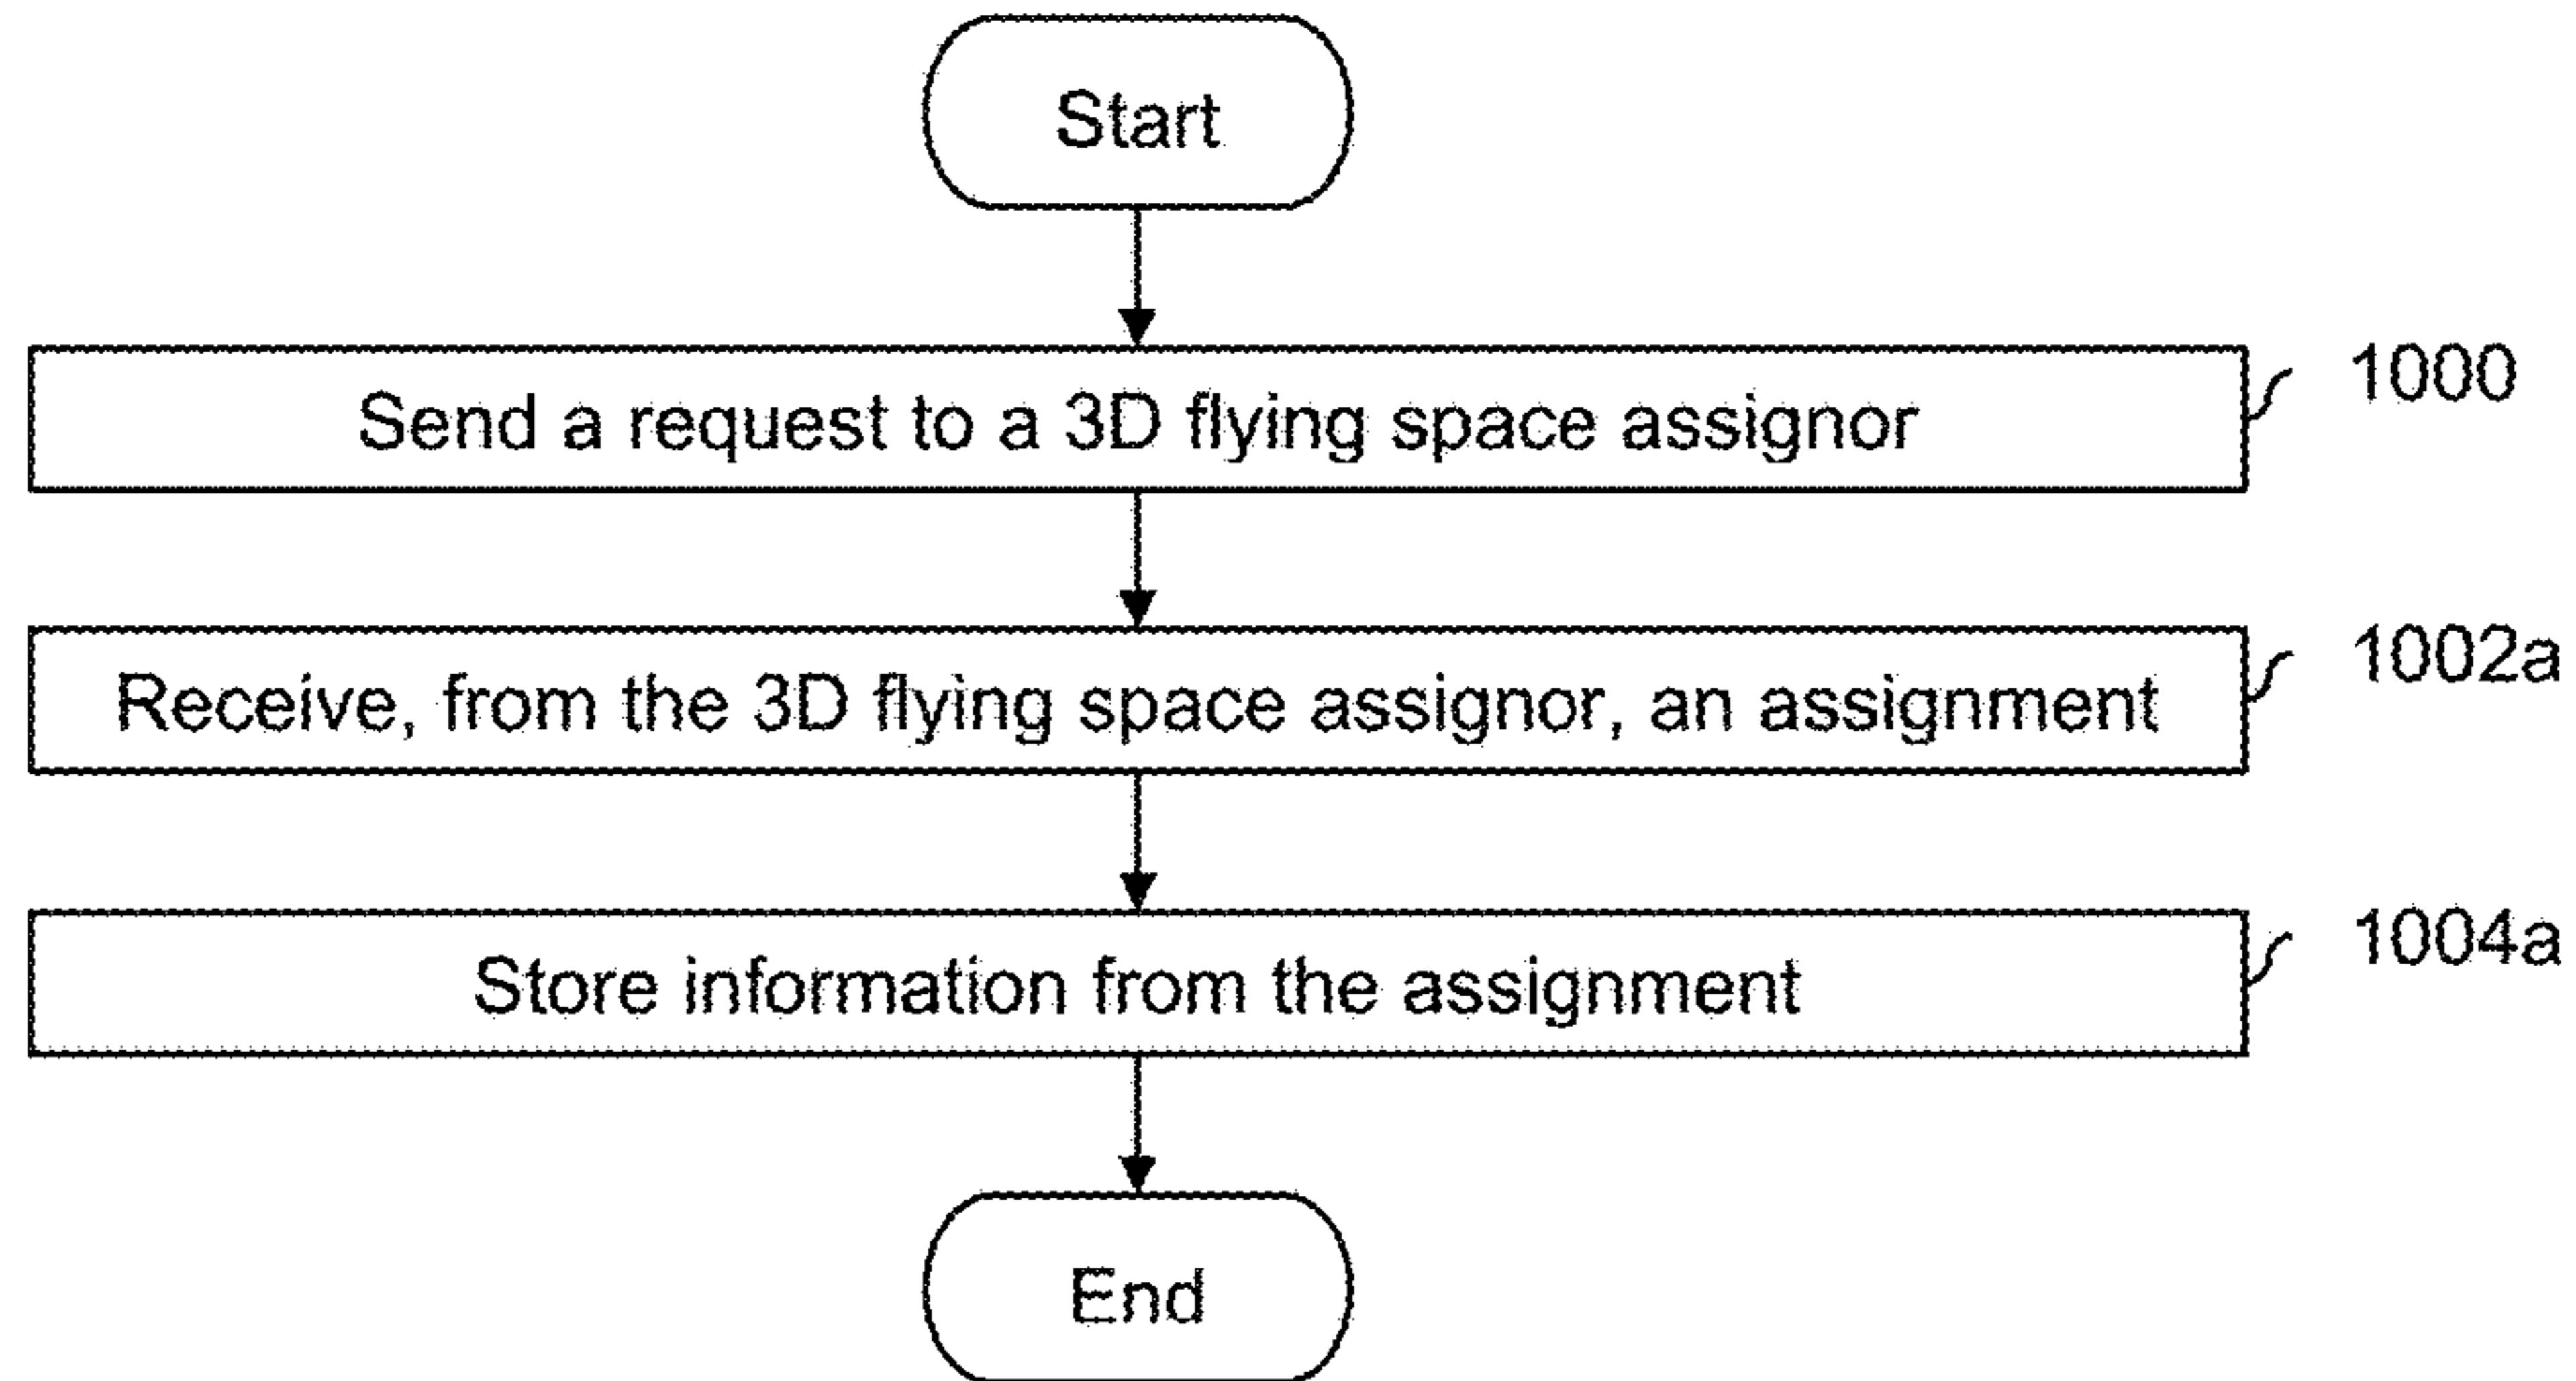 Start
Send a request to a 3D flying space assignor
1000
Receive, from the 3D flying space assignor, an assignment
1002a
Store information from the assignment
1004a
End